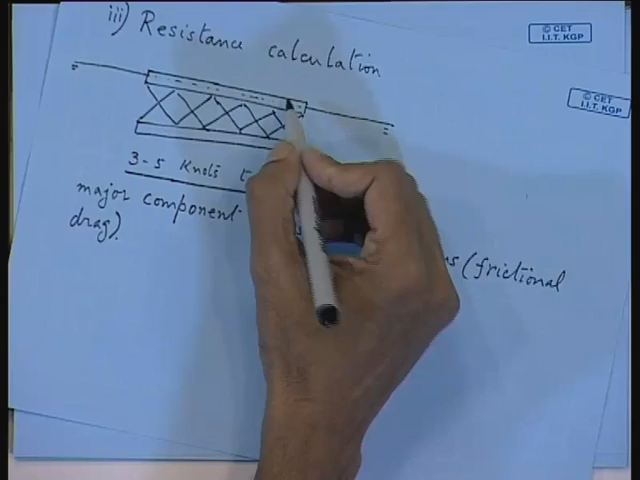 iii) Resistance calculation
© CET
I.I.T. KGP
© CET
I.I.T. KGP
3-5 Knots
major component
(frictional
drag).